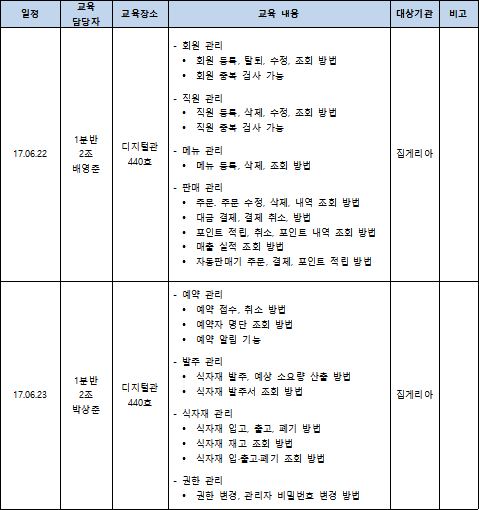 일정 교육 담당자 교육장소 교육 내용 대상기관 비고
17.06.22
1분반
2조
배영준
디지털관
440호
- 회원 관리
• 회원 등록, 탈퇴, 수정, 조회 방법
• 회원 중복 검사 가능
- 직원 관리
• 직원 등록, 삭제, 수정, 조회 방법
• 직원 중복 검사 가능
- 메뉴 관리
• 메뉴 등록, 삭제, 조회 방법
- 판매 관리
• 주문, 주문 수정, 삭제, 내역 조회 방법
• 대금 결제, 결제 취소, 방법
• 포인트 적립, 취소, 포인트 내역 조회 방법
• 매출 실적 조회 방법
• 자동판매기 주문, 결제, 포인트 적립 방법
짐게리아
17.06.23
1분반
2조
박상준
디지털관
440호
- 예약 관리
• 예약 접수, 취소 방법
• 예약자 명단 조회 방법
• 예약 알림 기능
- 발주 관리
• 식자재 발주, 예상 소요량 산출 방법
• 식자재 발주서 조회 방법
- 식자재 관리
• 식자재 입고, 출고, 폐기 방법
• 식자재 재고 조회 방법
• 식자재 입·출고·폐기 조회 방법
- 권한 관리
• 권한 변경, 관리자 비밀번호 변경 방법
짐게리아